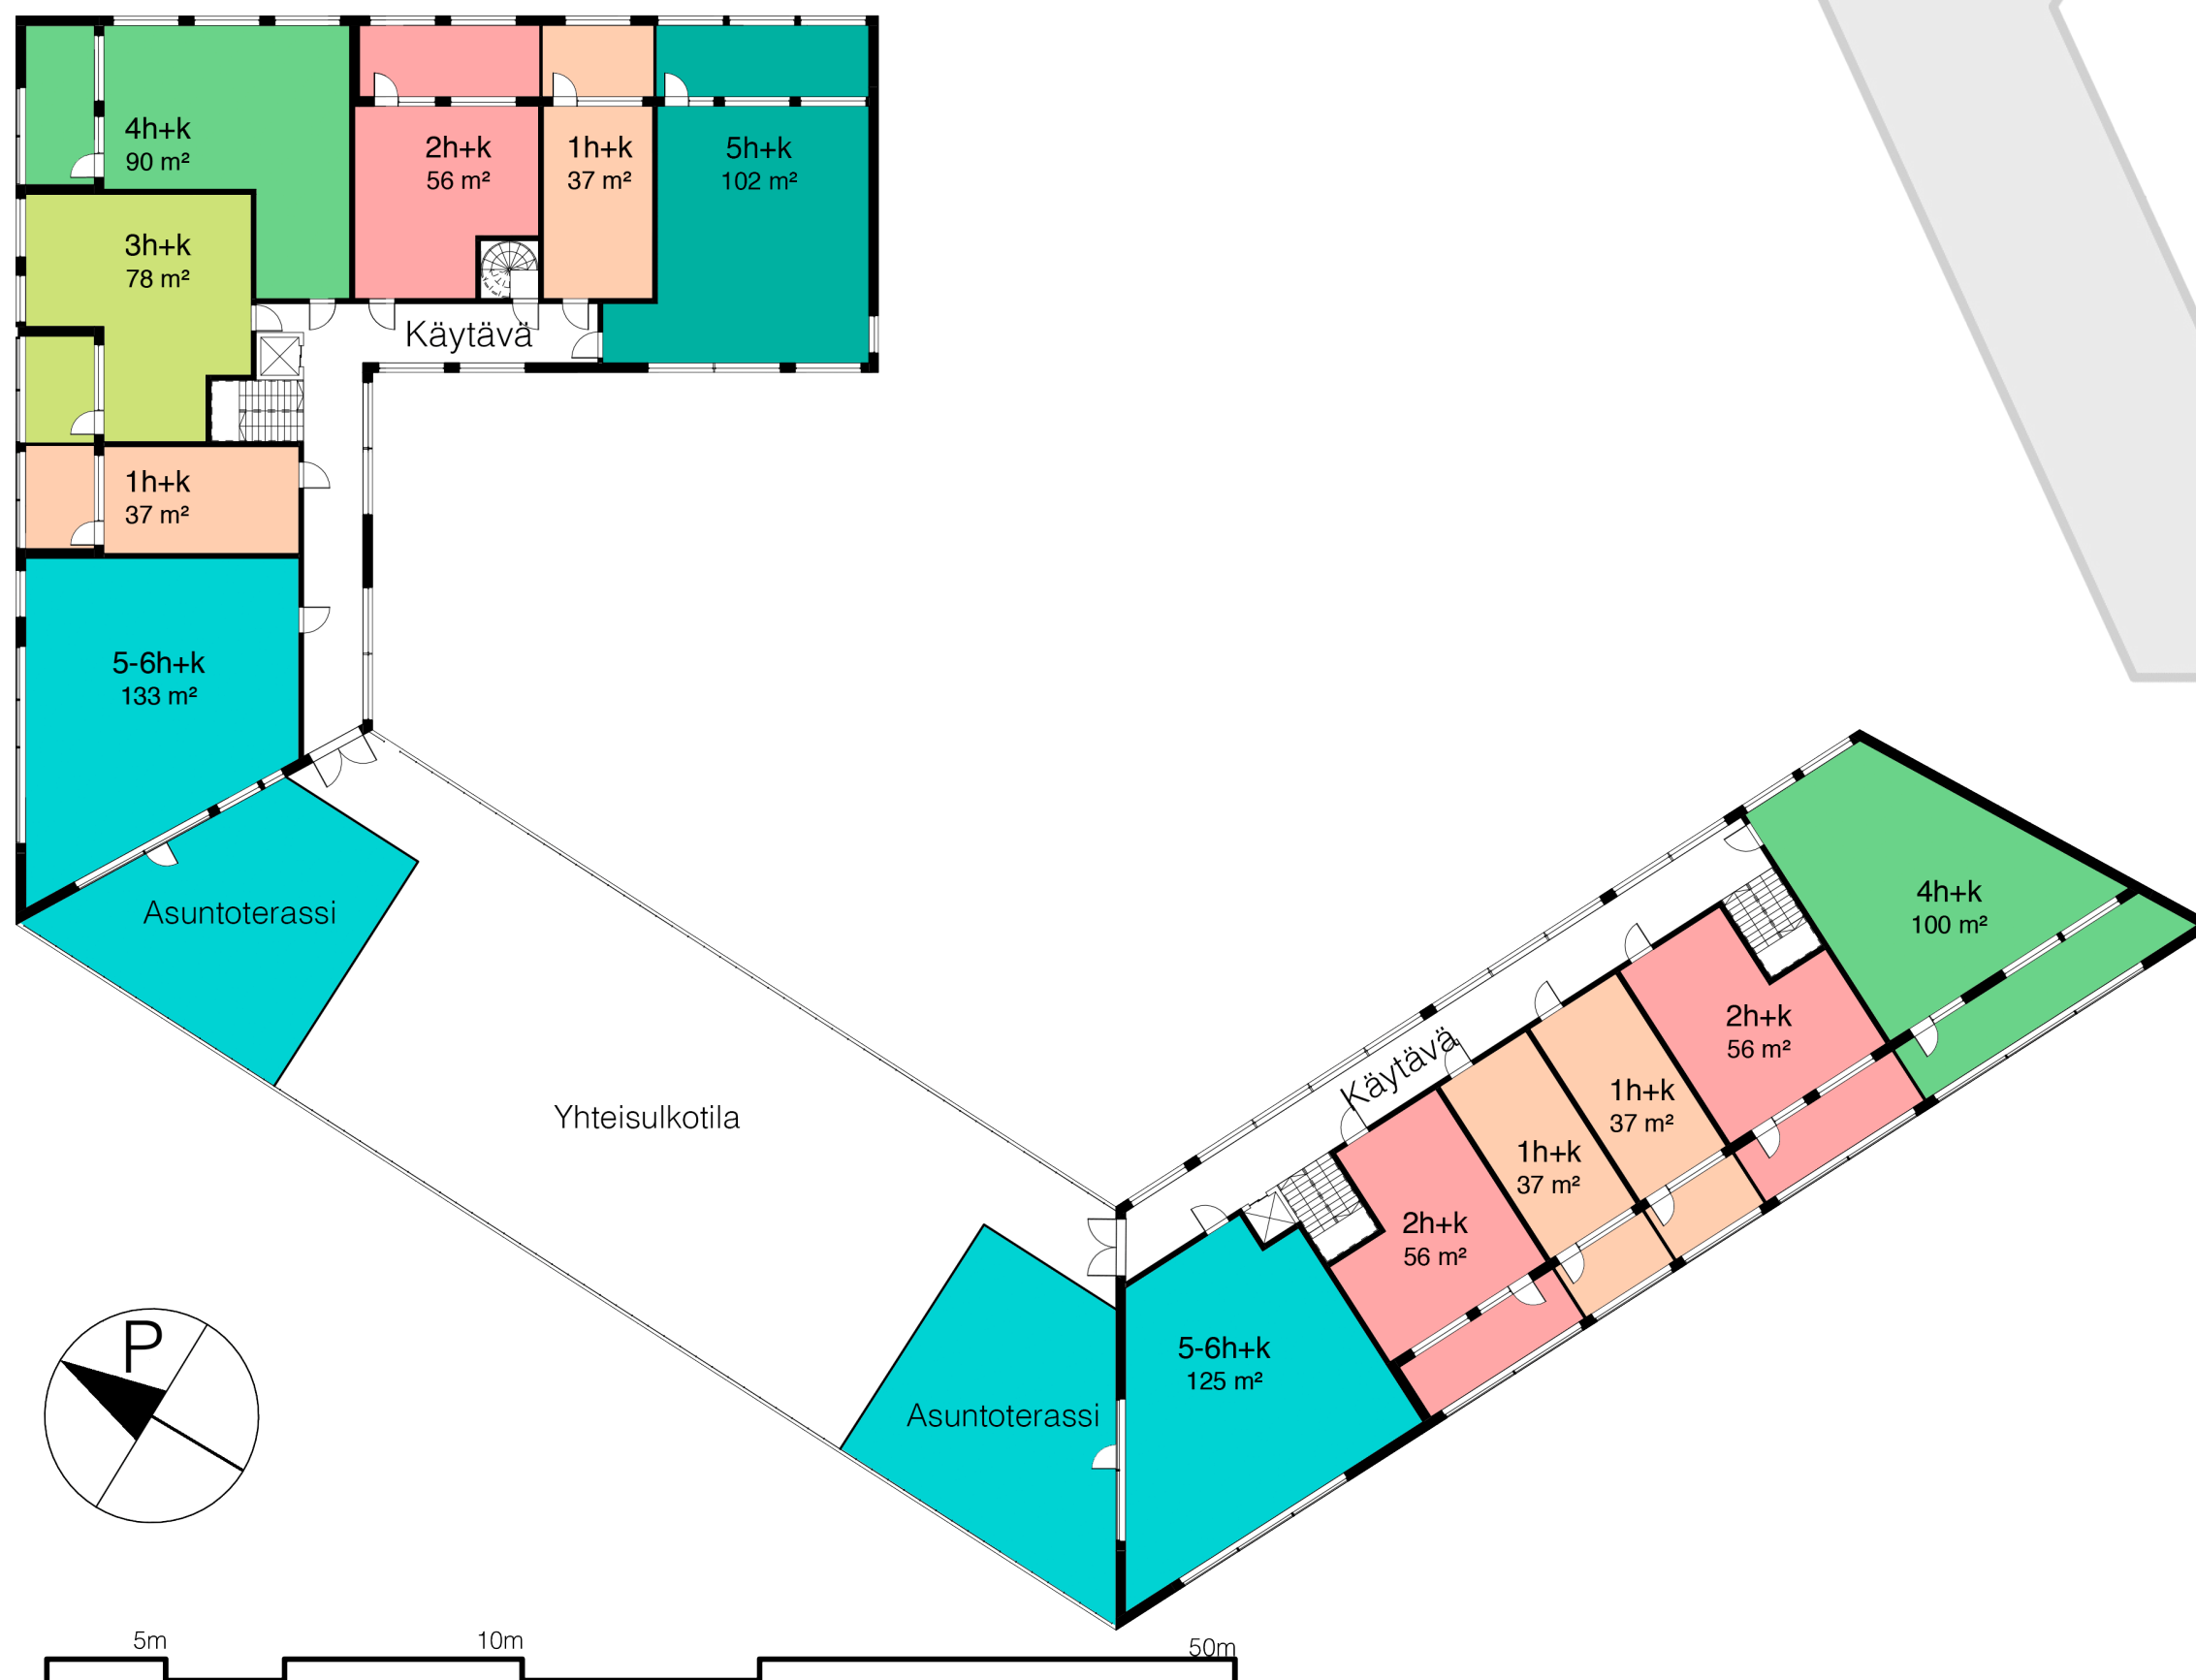 4h+k
90 m²
2h+k
56 m²
1h+k
37 m²
5h+k
102 m²
3h+k
78 m²
Käytävä
1h+k
37 m²
5-6h+k
133 m²
Asuntoterassi
4h+k
100 m²
2h+k
56 m²
Käytävä
1h+k
37 m²
1h+k
37 m²
2h+k
56 m²
Yhteisulkotila
5-6h+k
125 m²
Asuntoterassi
P
5m
10m
50m